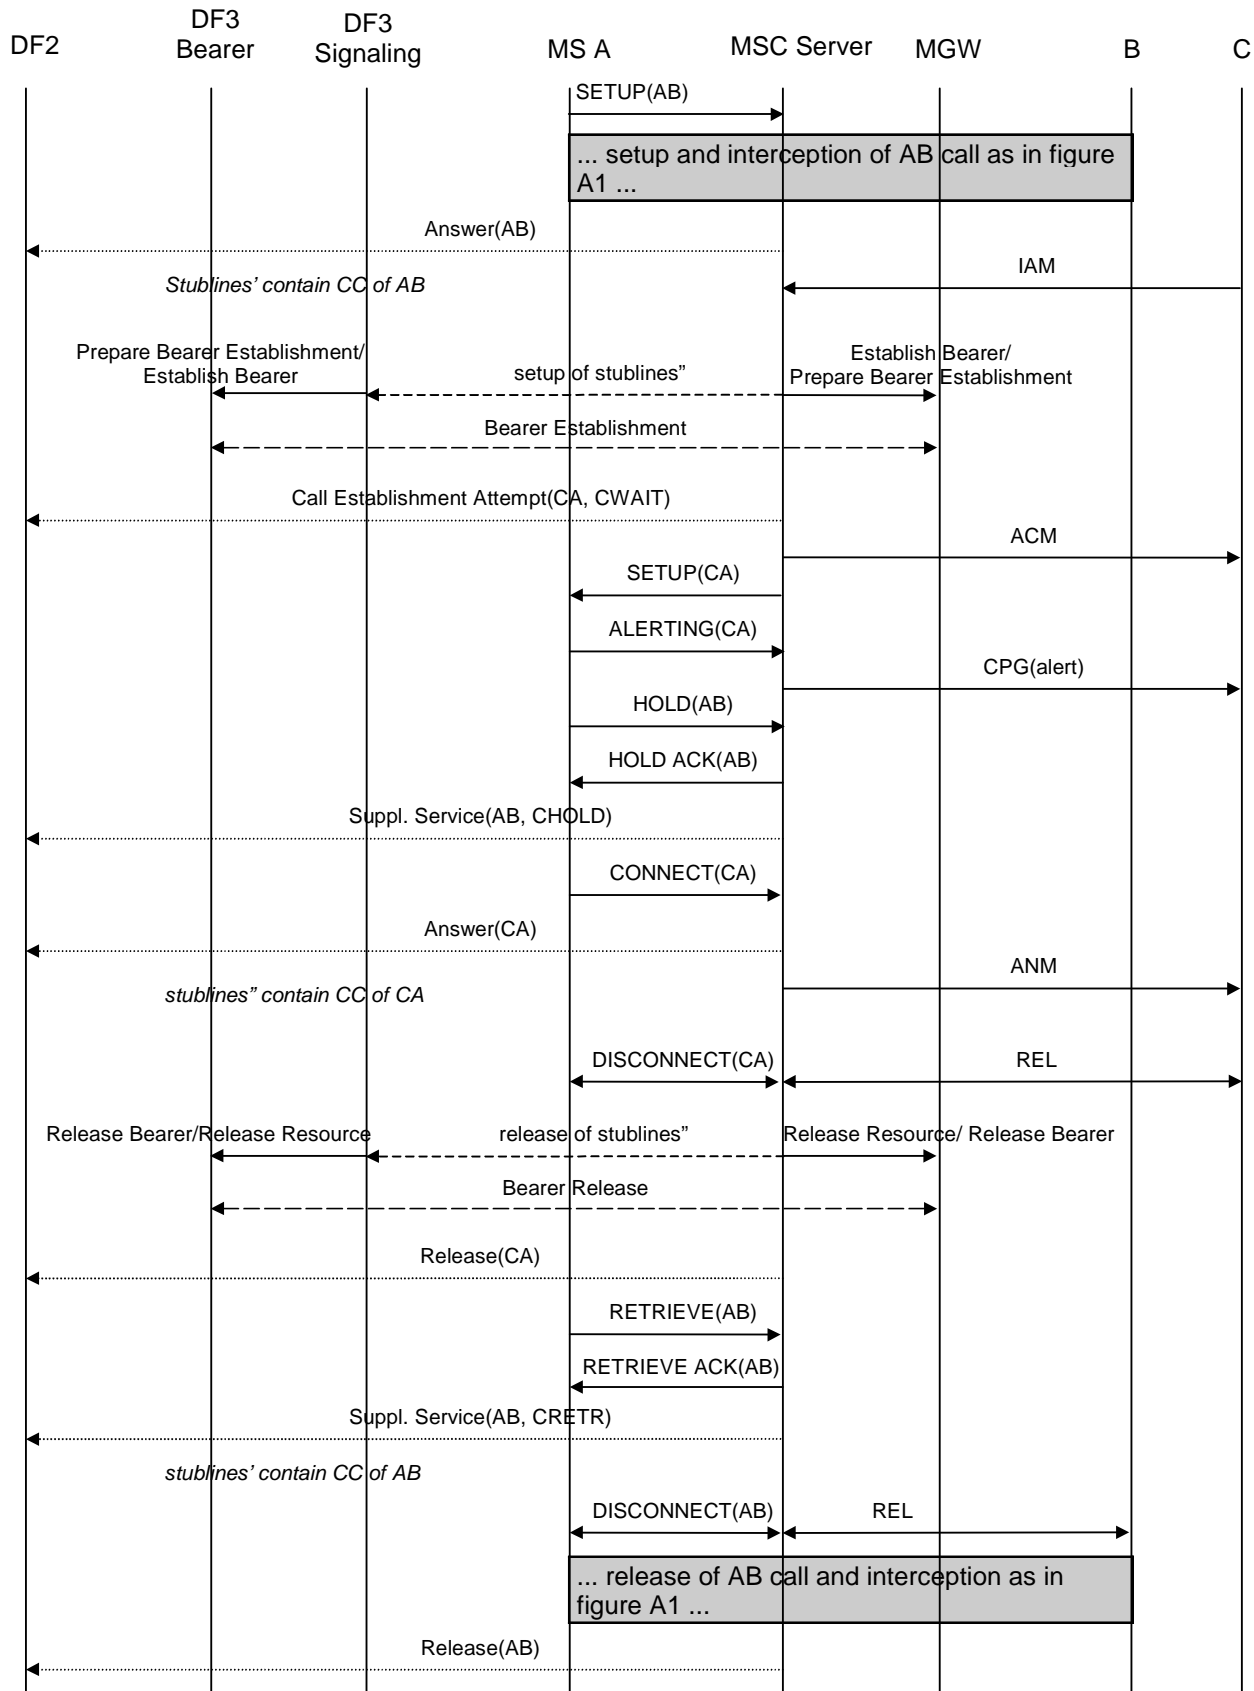 DF2
DF3
Bearer
DF3
Signaling
MS A
MSC Server
MGW
B
C
SETUP(AB)
... setup and interception of AB call as in figure
A1 ...
Answer(AB)
IAM
Stublines’ contain CC of AB
Prepare Bearer Establishment/
Establish Bearer
setup of stublines”
Establish Bearer/
Prepare Bearer Establishment
Bearer Establishment
Call Establishment Attempt(CA, CWAIT)
ACM
SETUP(CA)
ALERTING(CA)
CPG(alert)
HOLD(AB)
HOLD ACK(AB)
Suppl. Service(AB, CHOLD)
CONNECT(CA)
Answer(CA)
ANM
stublines” contain CC of CA
DISCONNECT(CA)
REL
Release Bearer/Release Resource
release of stublines”
Release Resource/ Release Bearer
Bearer Release
Release(CA)
RETRIEVE(AB)
RETRIEVE ACK(AB)
Suppl. Service(AB, CRETR)
stublines’ contain CC of AB
DISCONNECT(AB)
REL
... release of AB call and interception as in
figure A1 ...
Release(AB)